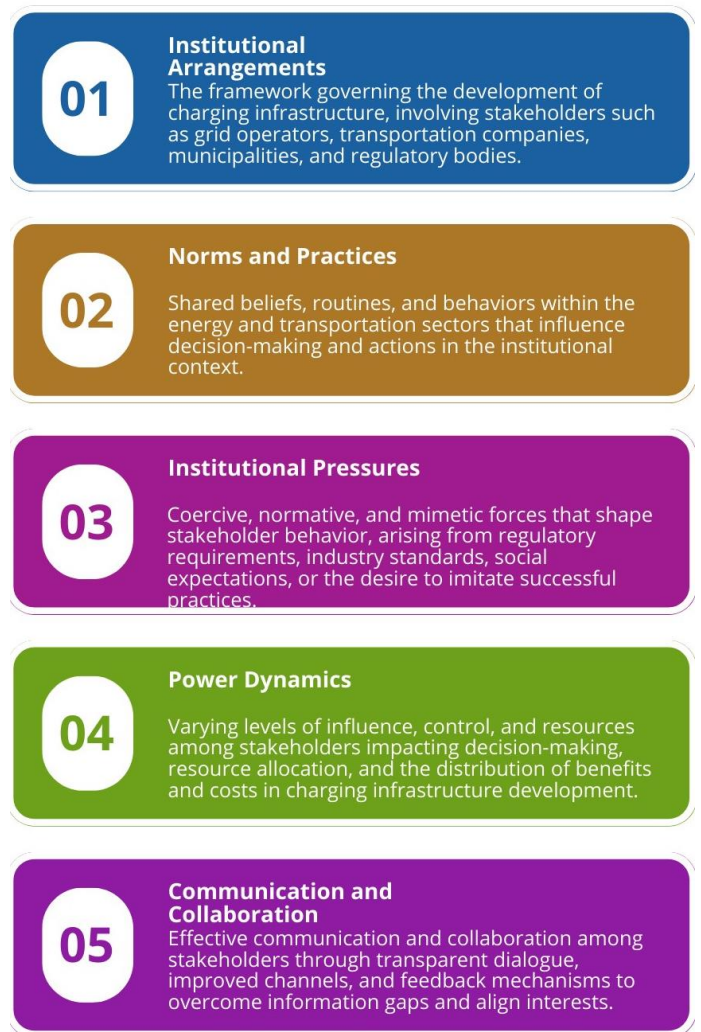 01
Institutional
Arrangements
The framework governing the development of
charging infrastructure, involving stakeholders such
as grid operators, transportation companies,
municipalities, and regulatory bodies.
02
Norms and Practices
Shared beliefs, routines, and behaviors within the
energy and transportation sectors that influence
decision-making and actions in the institutional
context.
03
Institutional Pressures
Coercive, normative, and mimetic forces that shape
stakeholder behavior, arising from regulatory
requirements, industry standards, social
expectations, or the desire to imitate successful
practices.
04
Power Dynamics
Varying levels of influence, control, and resources
among stakeholders impacting decision-making,
resource allocation, and the distribution of benefits
and costs in charging infrastructure development.
05
Communication and
Collaboration
Effective communication and collaboration among
stakeholders through transparent dialogue,
improved channels, and feedback mechanisms to
overcome information gaps and align interests.